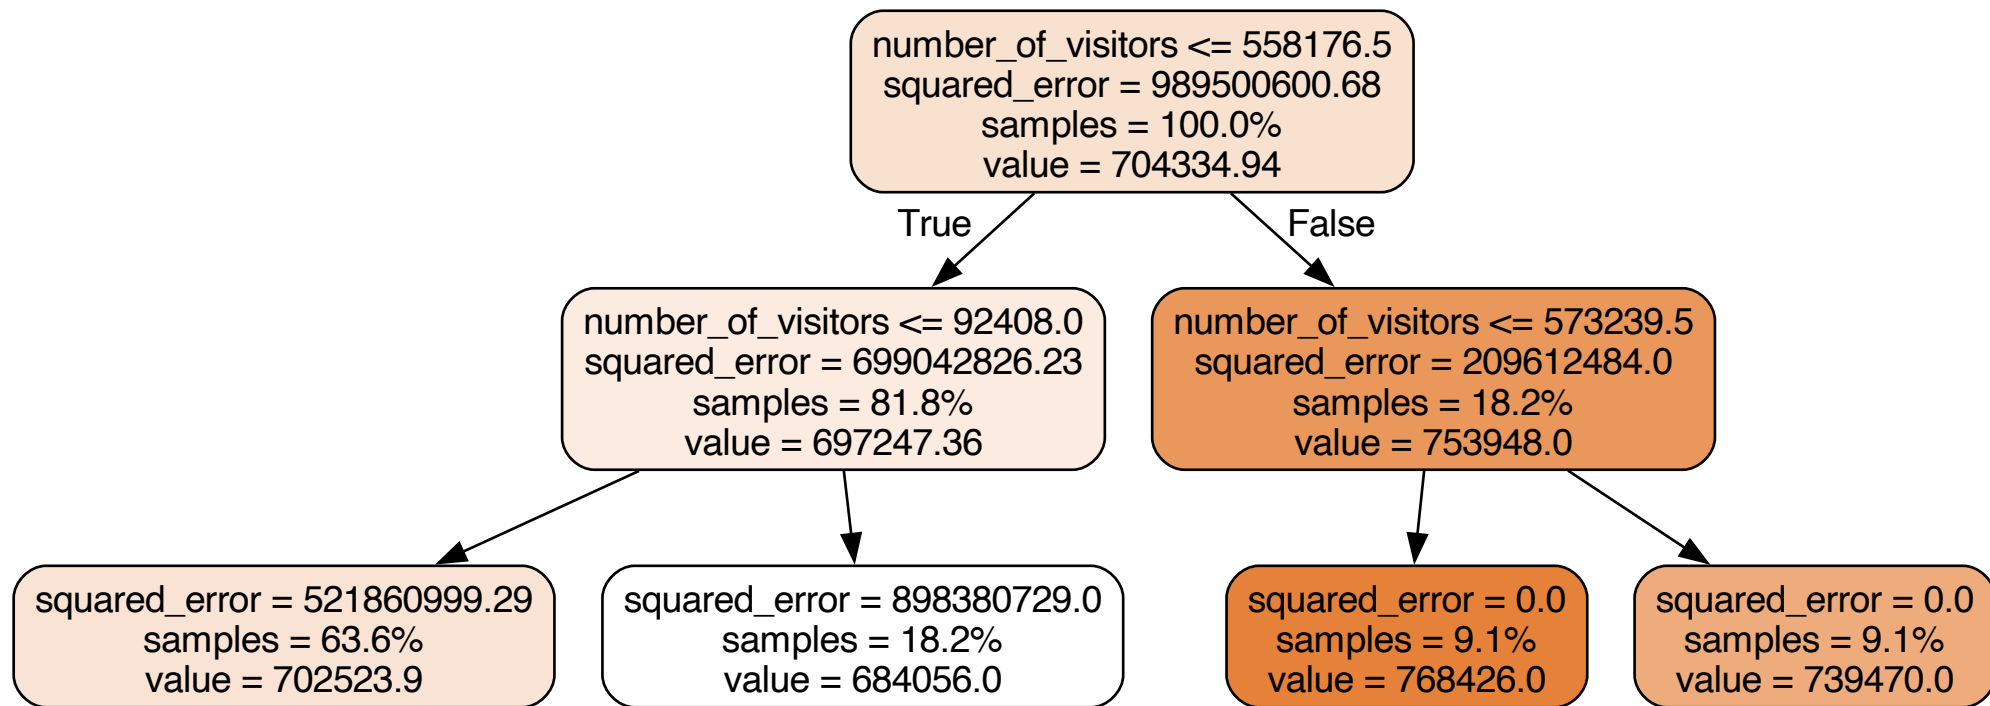 number_of_visitors <= 558176.5
squared_error = 989500600.68
samples = 100.0%
value = 704334.94
True
False
number_of_visitors <= 92408.0
squared_error = 699042826.23
samples = 81.8%
value = 697247.36
number_of_visitors <= 573239.5
squared_error = 209612484.0
samples = 18.2%
value = 753948.0
squared_error = 521860999.29
samples = 63.6%
value = 702523.9
squared_error = 898380729.0
samples = 18.2%
value = 684056.0
squared_error = 0.0
samples = 9.1%
value = 768426.0
squared_error = 0.0
samples = 9.1%
value = 739470.0